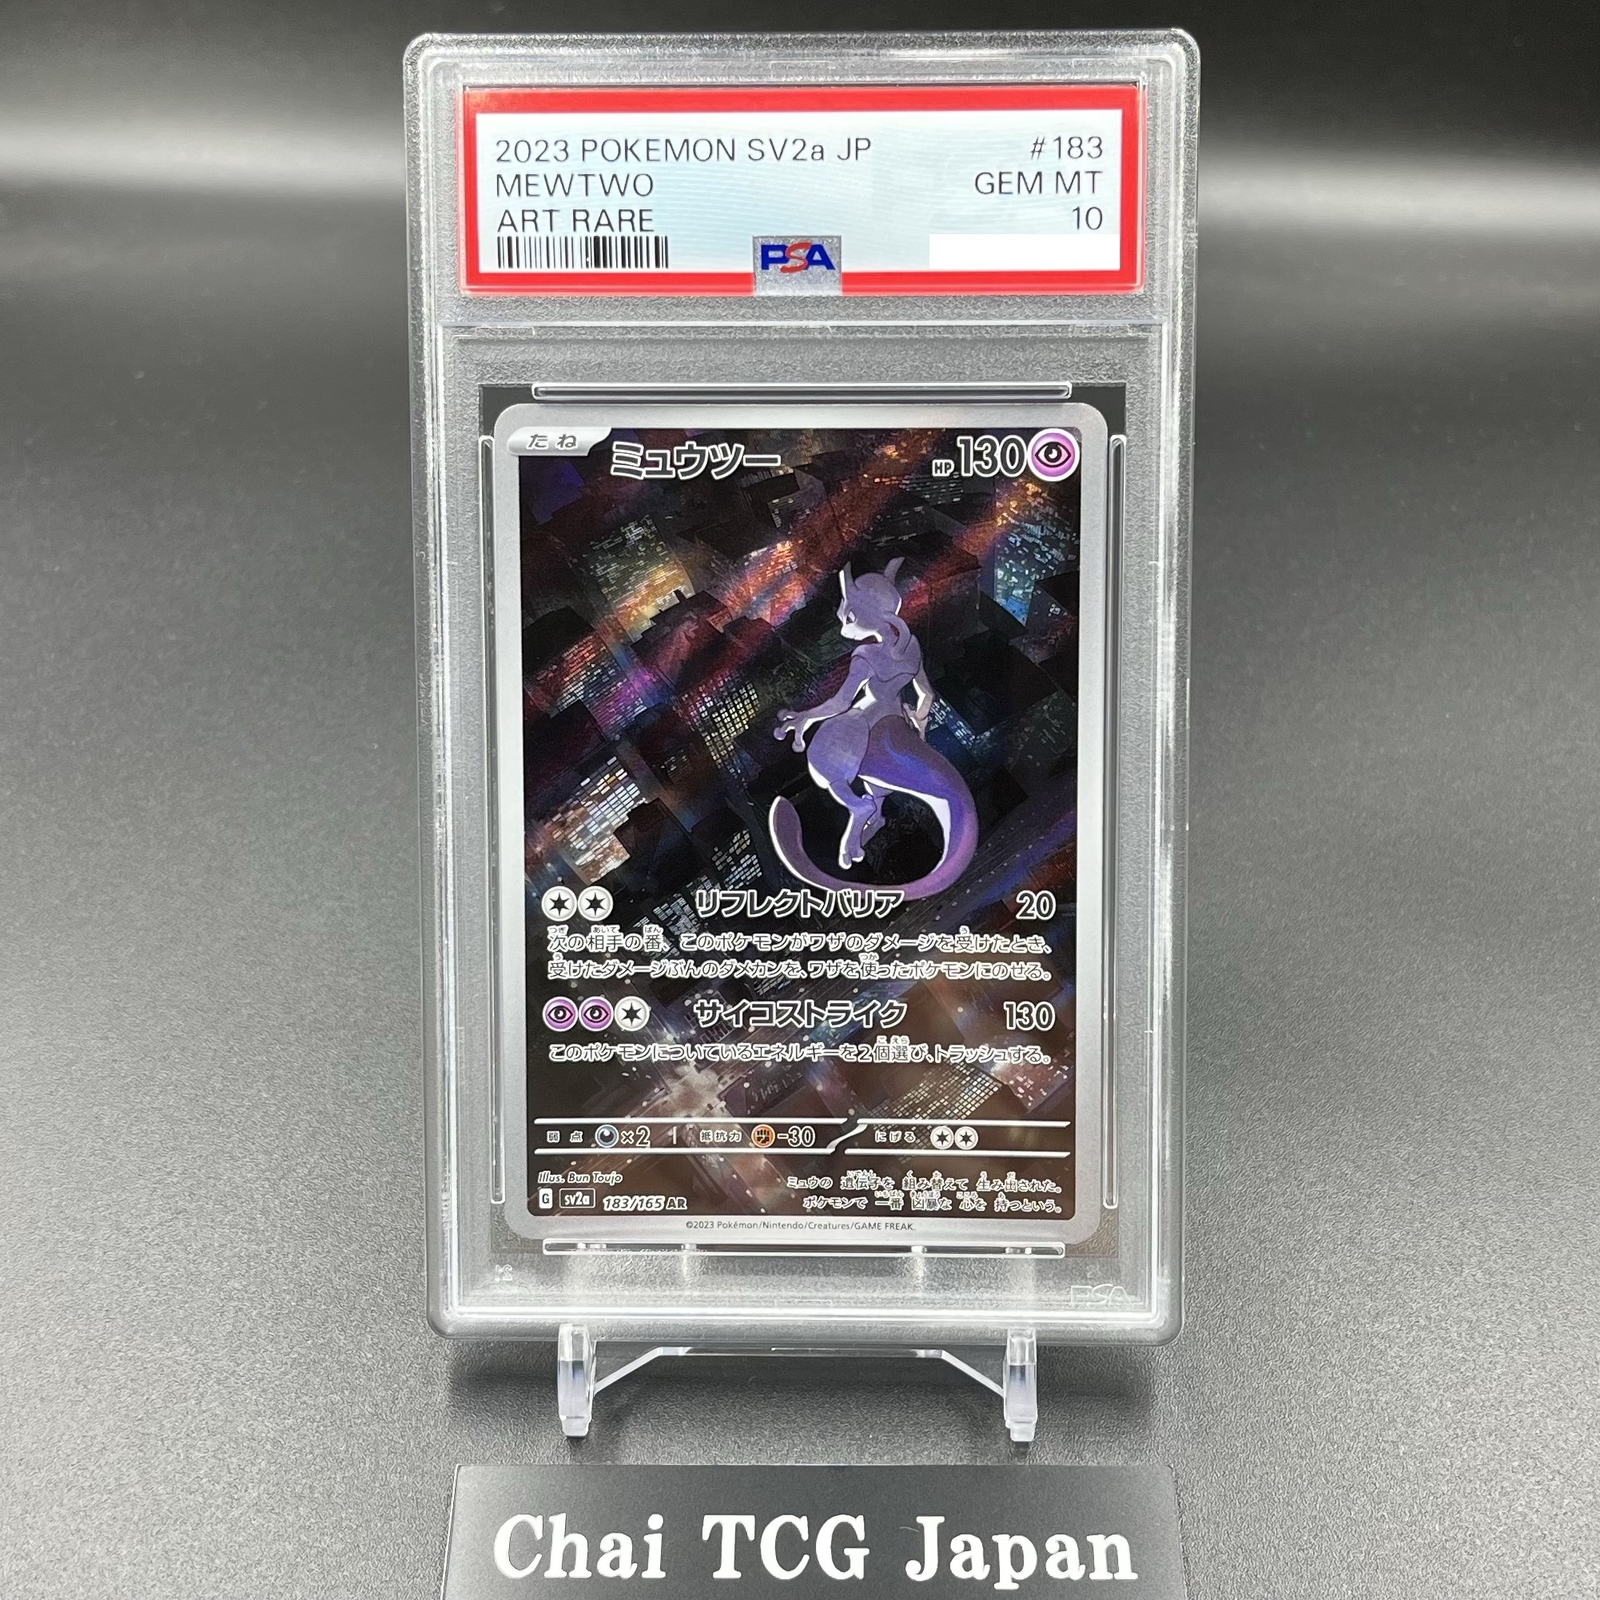 2023 POKEMON SV2a JP #183
MEWTWO GEM MT
ART RARE 10
PSA
たね ミュウツー HP 130
リフレクトバリア 20
次の相手の番、このポケモンがワザのダメージを受けたとき、
受けたダメージぶんのダメカンを、ワザを使ったポケモンにのせる。
サイコストライク 130
このポケモンについているエネルギーを2個選び、トラッシュする。
弱点 ×2 抵抗力 -30 にげる
Illus. Bun Toujo
ミュウの 遺伝子を 組み替えて 生み出された。
ポケモンで 一番 凶暴な 心を 持つという。
G sv2a 183/165 AR
©2023 Pokémon/Nintendo/Creatures/GAME FREAK.
PSA
Chai TCG Japan